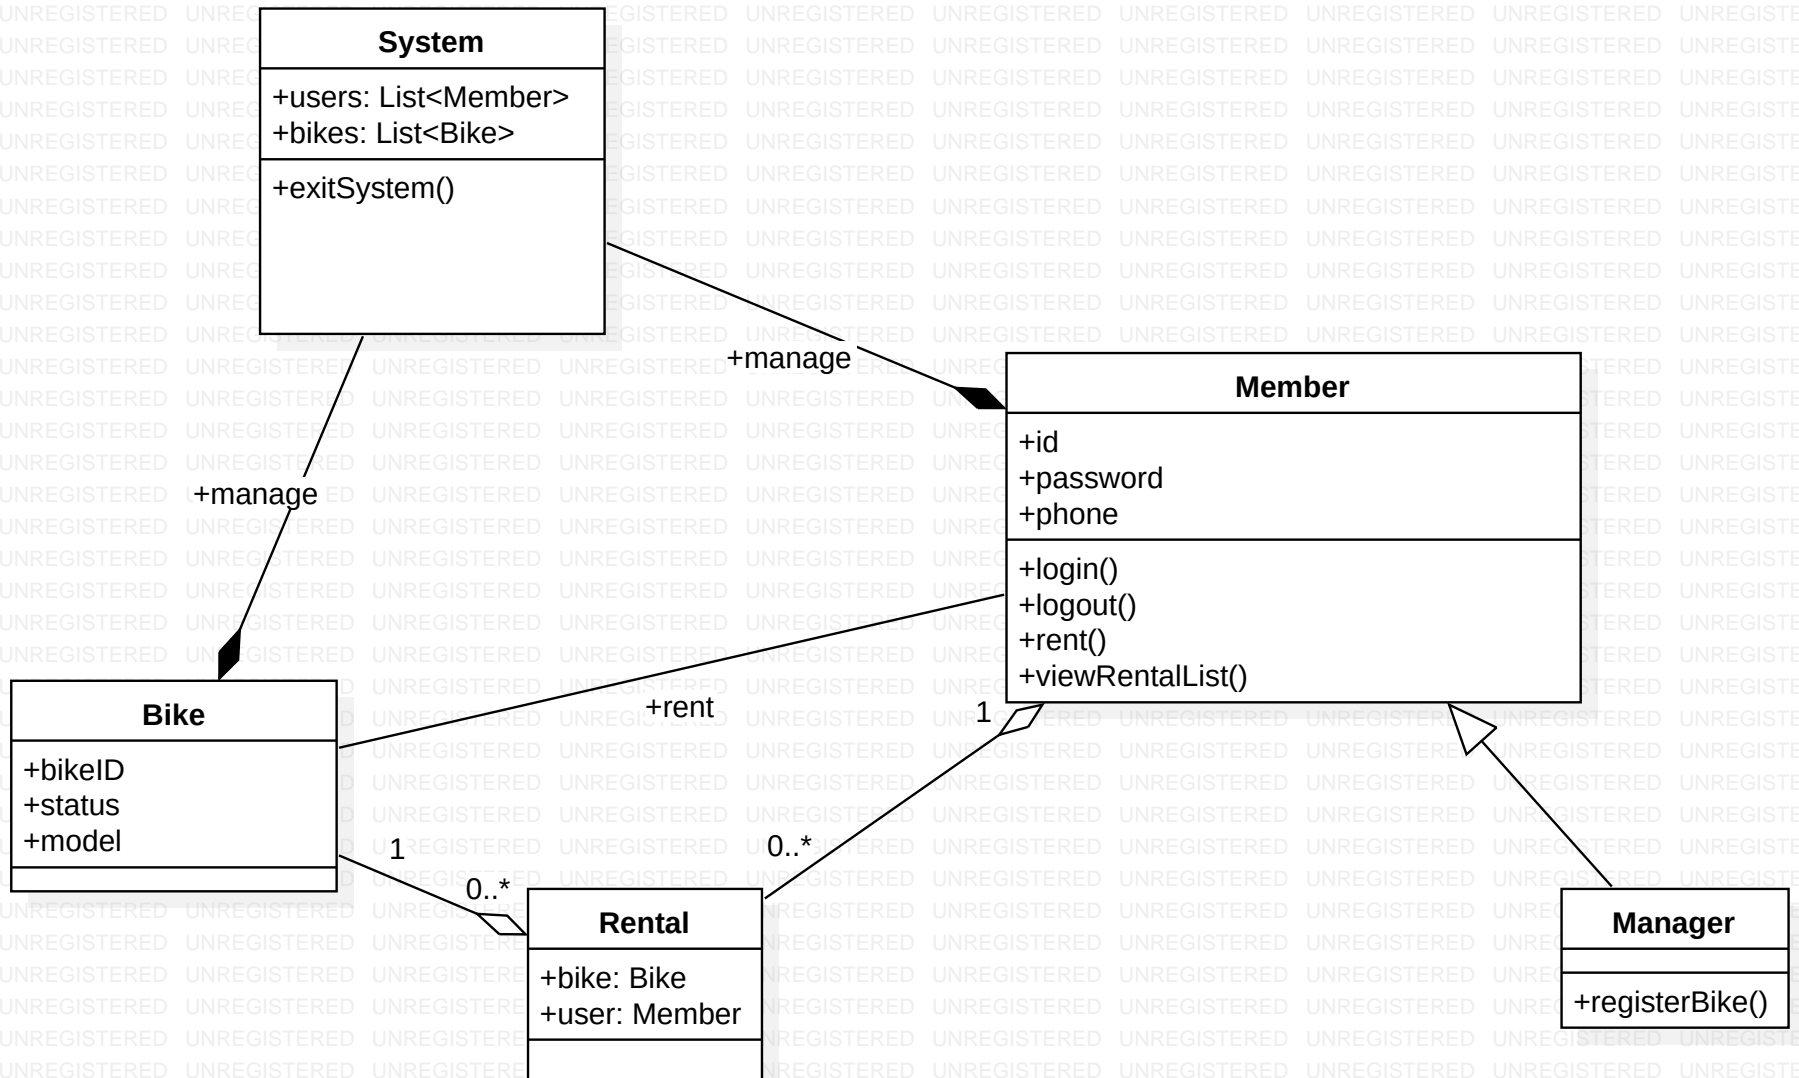 System
+users: List<Member>
+bikes: List<Bike>
+exitSystem()
+manage
Member
+id
+password
+phone
+login()
+logout()
+rent()
+viewRentalList()
+manage
+rent
Bike
+bikeID
+status
+model
1
0..*
1
0..*
Rental
+bike: Bike
+user: Member
Manager
+registerBike()
UNREGISTERED